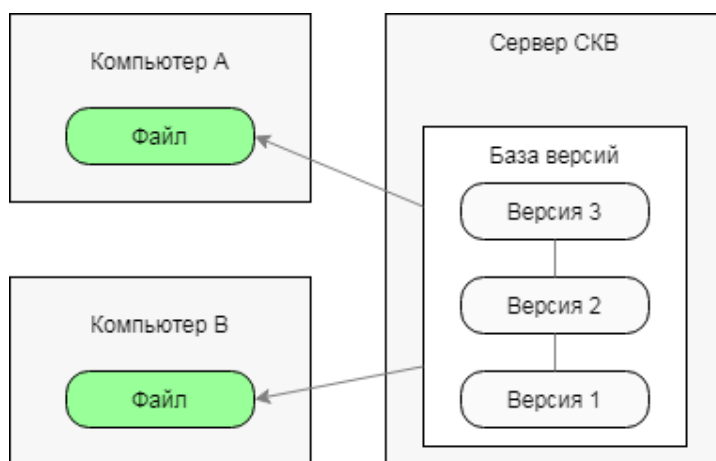 Компьютер A
Файл
Компьютер B
Файл
Сервер СКВ
База версий
Версия 3
Версия 2
Версия 1